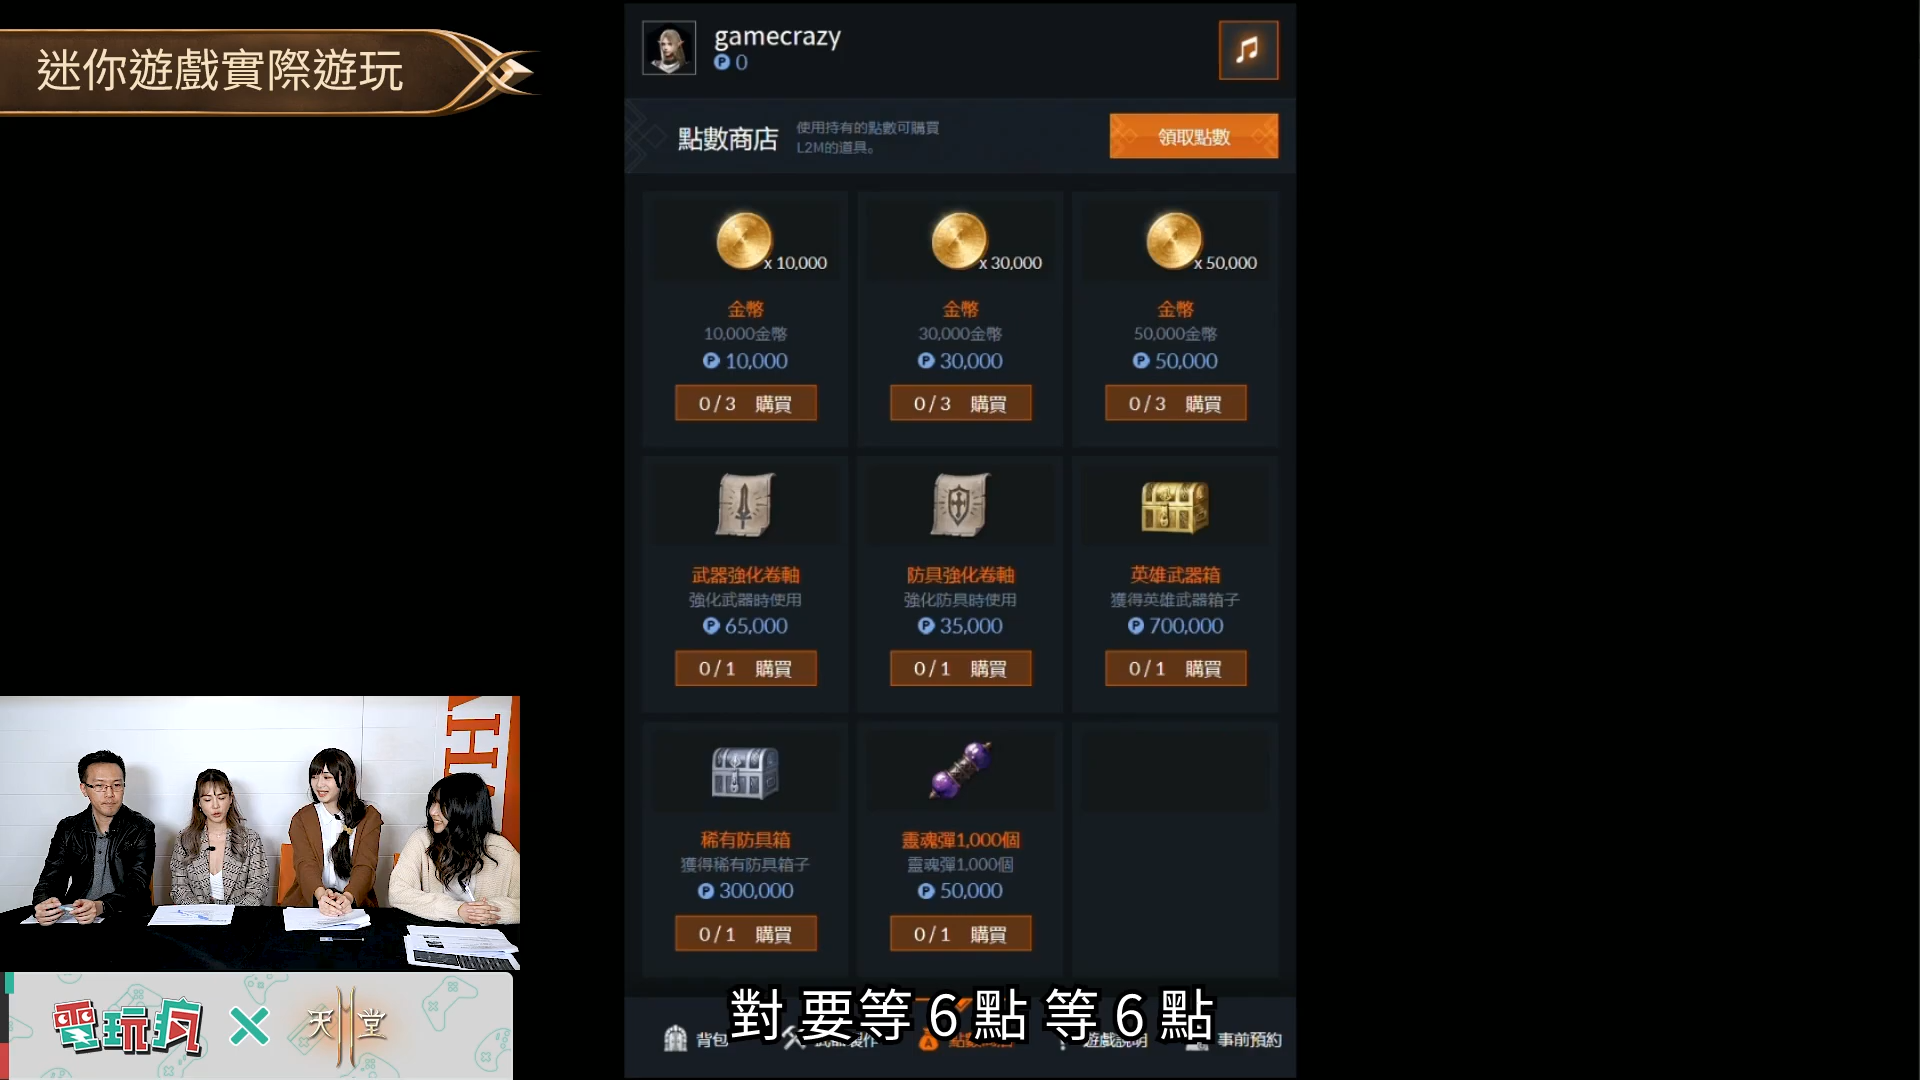 迷你遊戲實際遊玩
gamecrazy
P 0
點數商店
使用持有的點數可購買
L2M的道具。
領取點數
x 10,000
x 30,000
x 50,000
金幣
10,000金幣
P 10,000
0 / 3 購買
金幣
30,000金幣
P 30,000
0 / 3 購買
金幣
50,000金幣
P 50,000
0 / 3 購買
武器強化卷軸
強化武器時使用
P 65,000
0 / 1 購買
防具強化卷軸
強化防具時使用
P 35,000
0 / 1 購買
英雄武器箱
獲得英雄武器箱子
P 700,000
0 / 1 購買
稀有防具箱
獲得稀有防具箱子
P 300,000
0 / 1 購買
靈魂彈1,000個
靈魂彈1,000個
P 50,000
0 / 1 購買
對 要等 6 點 等 6 點
背包
遊戲說明
事前預約
電玩瘋 X 天堂